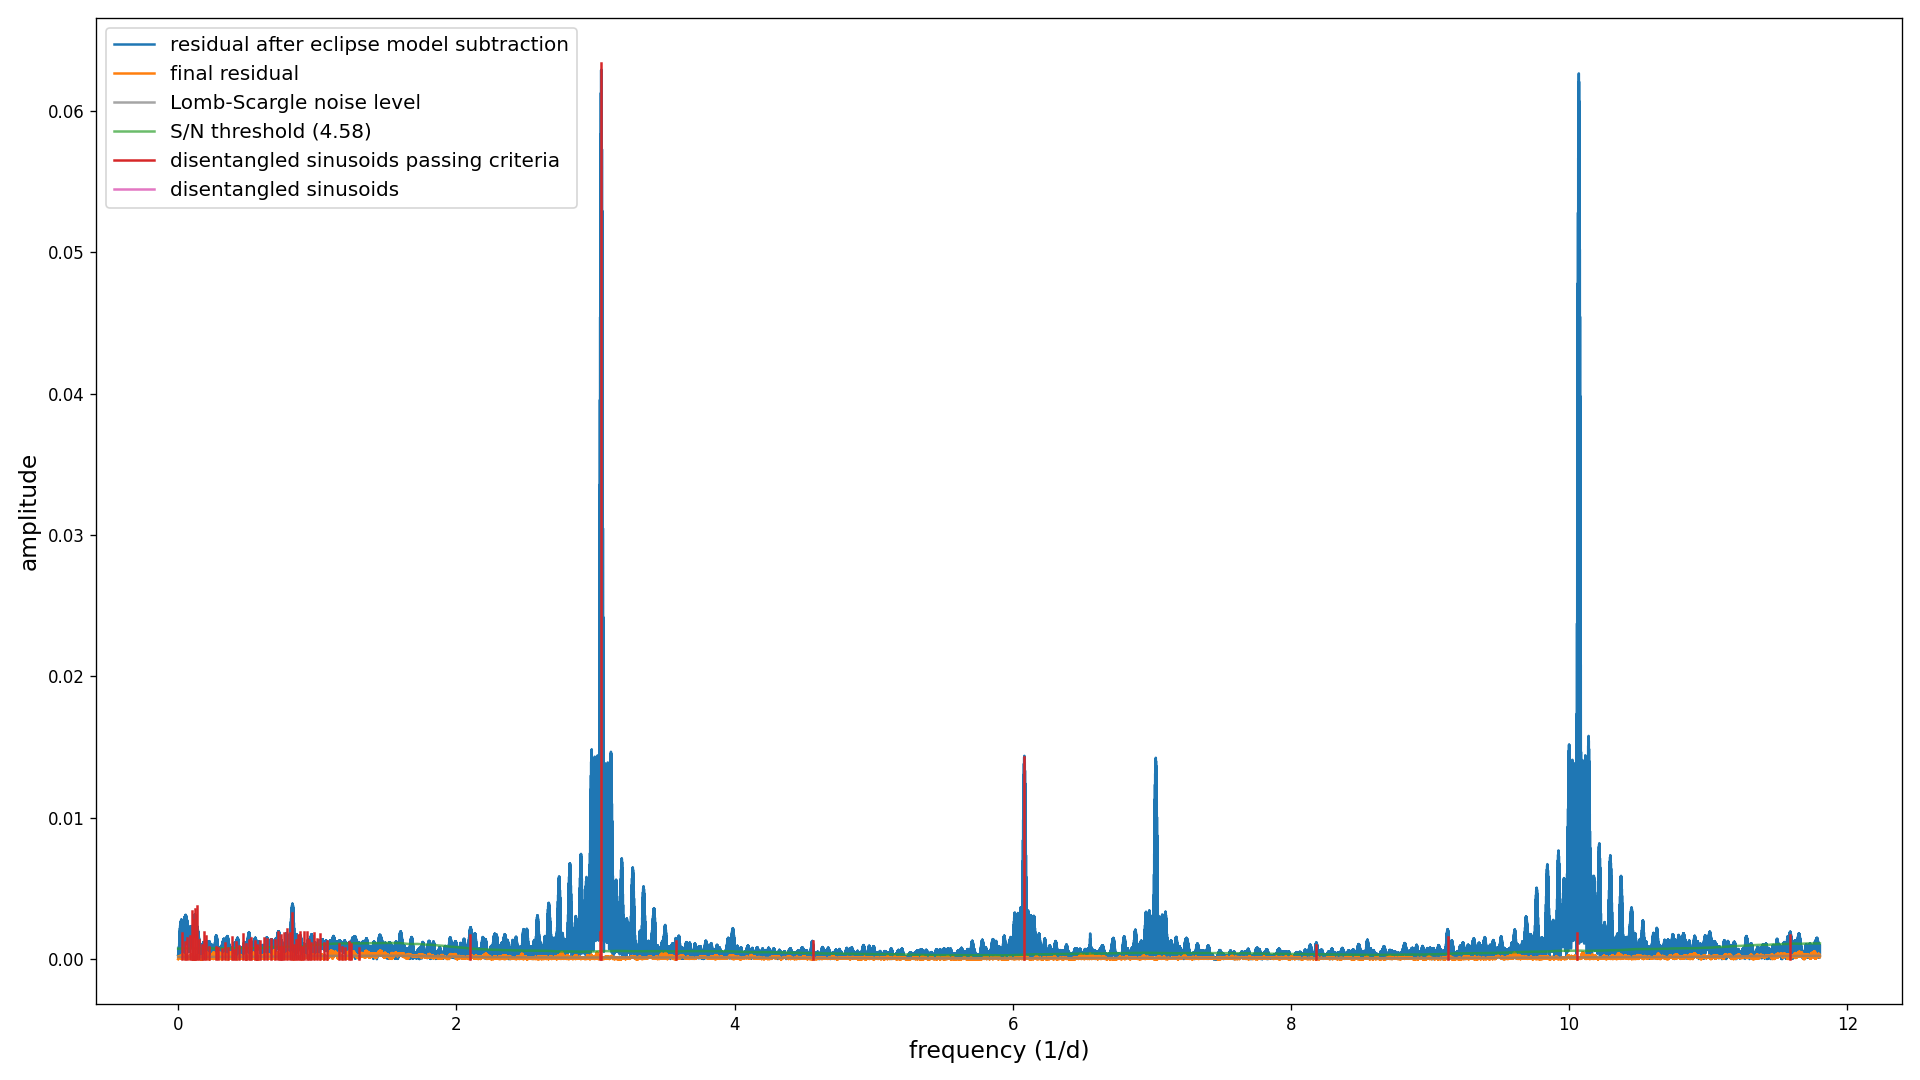 residual after eclipse model subtraction
final residual
Lomb-Scargle noise level
S/N threshold (4.58)
disentangled sinusoids passing criteria
disentangled sinusoids
amplitude
0.06
0.05
0.04
0.03
0.02
0.01
0.00
0 2 4 6 8 10 12
frequency (1/d)